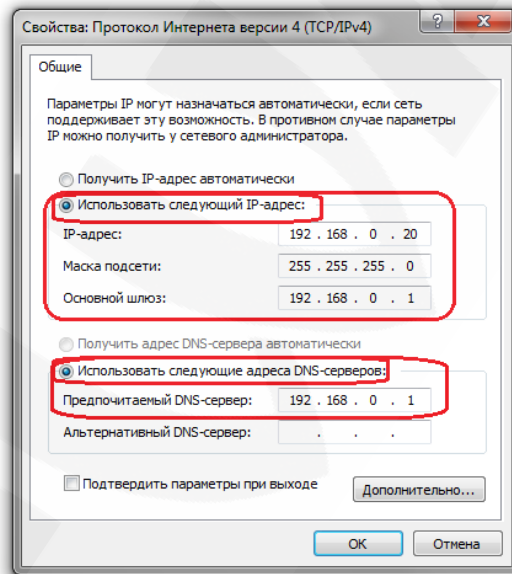 Свойства: Протокол Интернета версии 4 (TCP/IPv4)
Общие
Параметры IP могут назначаться автоматически, если сеть
поддерживает эту возможность. В противном случае параметры
IP можно получить у сетевого администратора.
Получить IP-адрес автоматически
Использовать следующий IP-адрес:
IP-адрес: 192 . 168 . 0 . 20
Маска подсети: 255 . 255 . 255 . 0
Основной шлюз: 192 . 168 . 0 . 1
Получить адрес DNS-сервера автоматически
Использовать следующие адреса DNS-серверов:
Предпочитаемый DNS-сервер: 192 . 168 . 0 . 1
Альтернативный DNS-сервер: . . .
Подтвердить параметры при выходе
Дополнительно...
ОК
Отмена